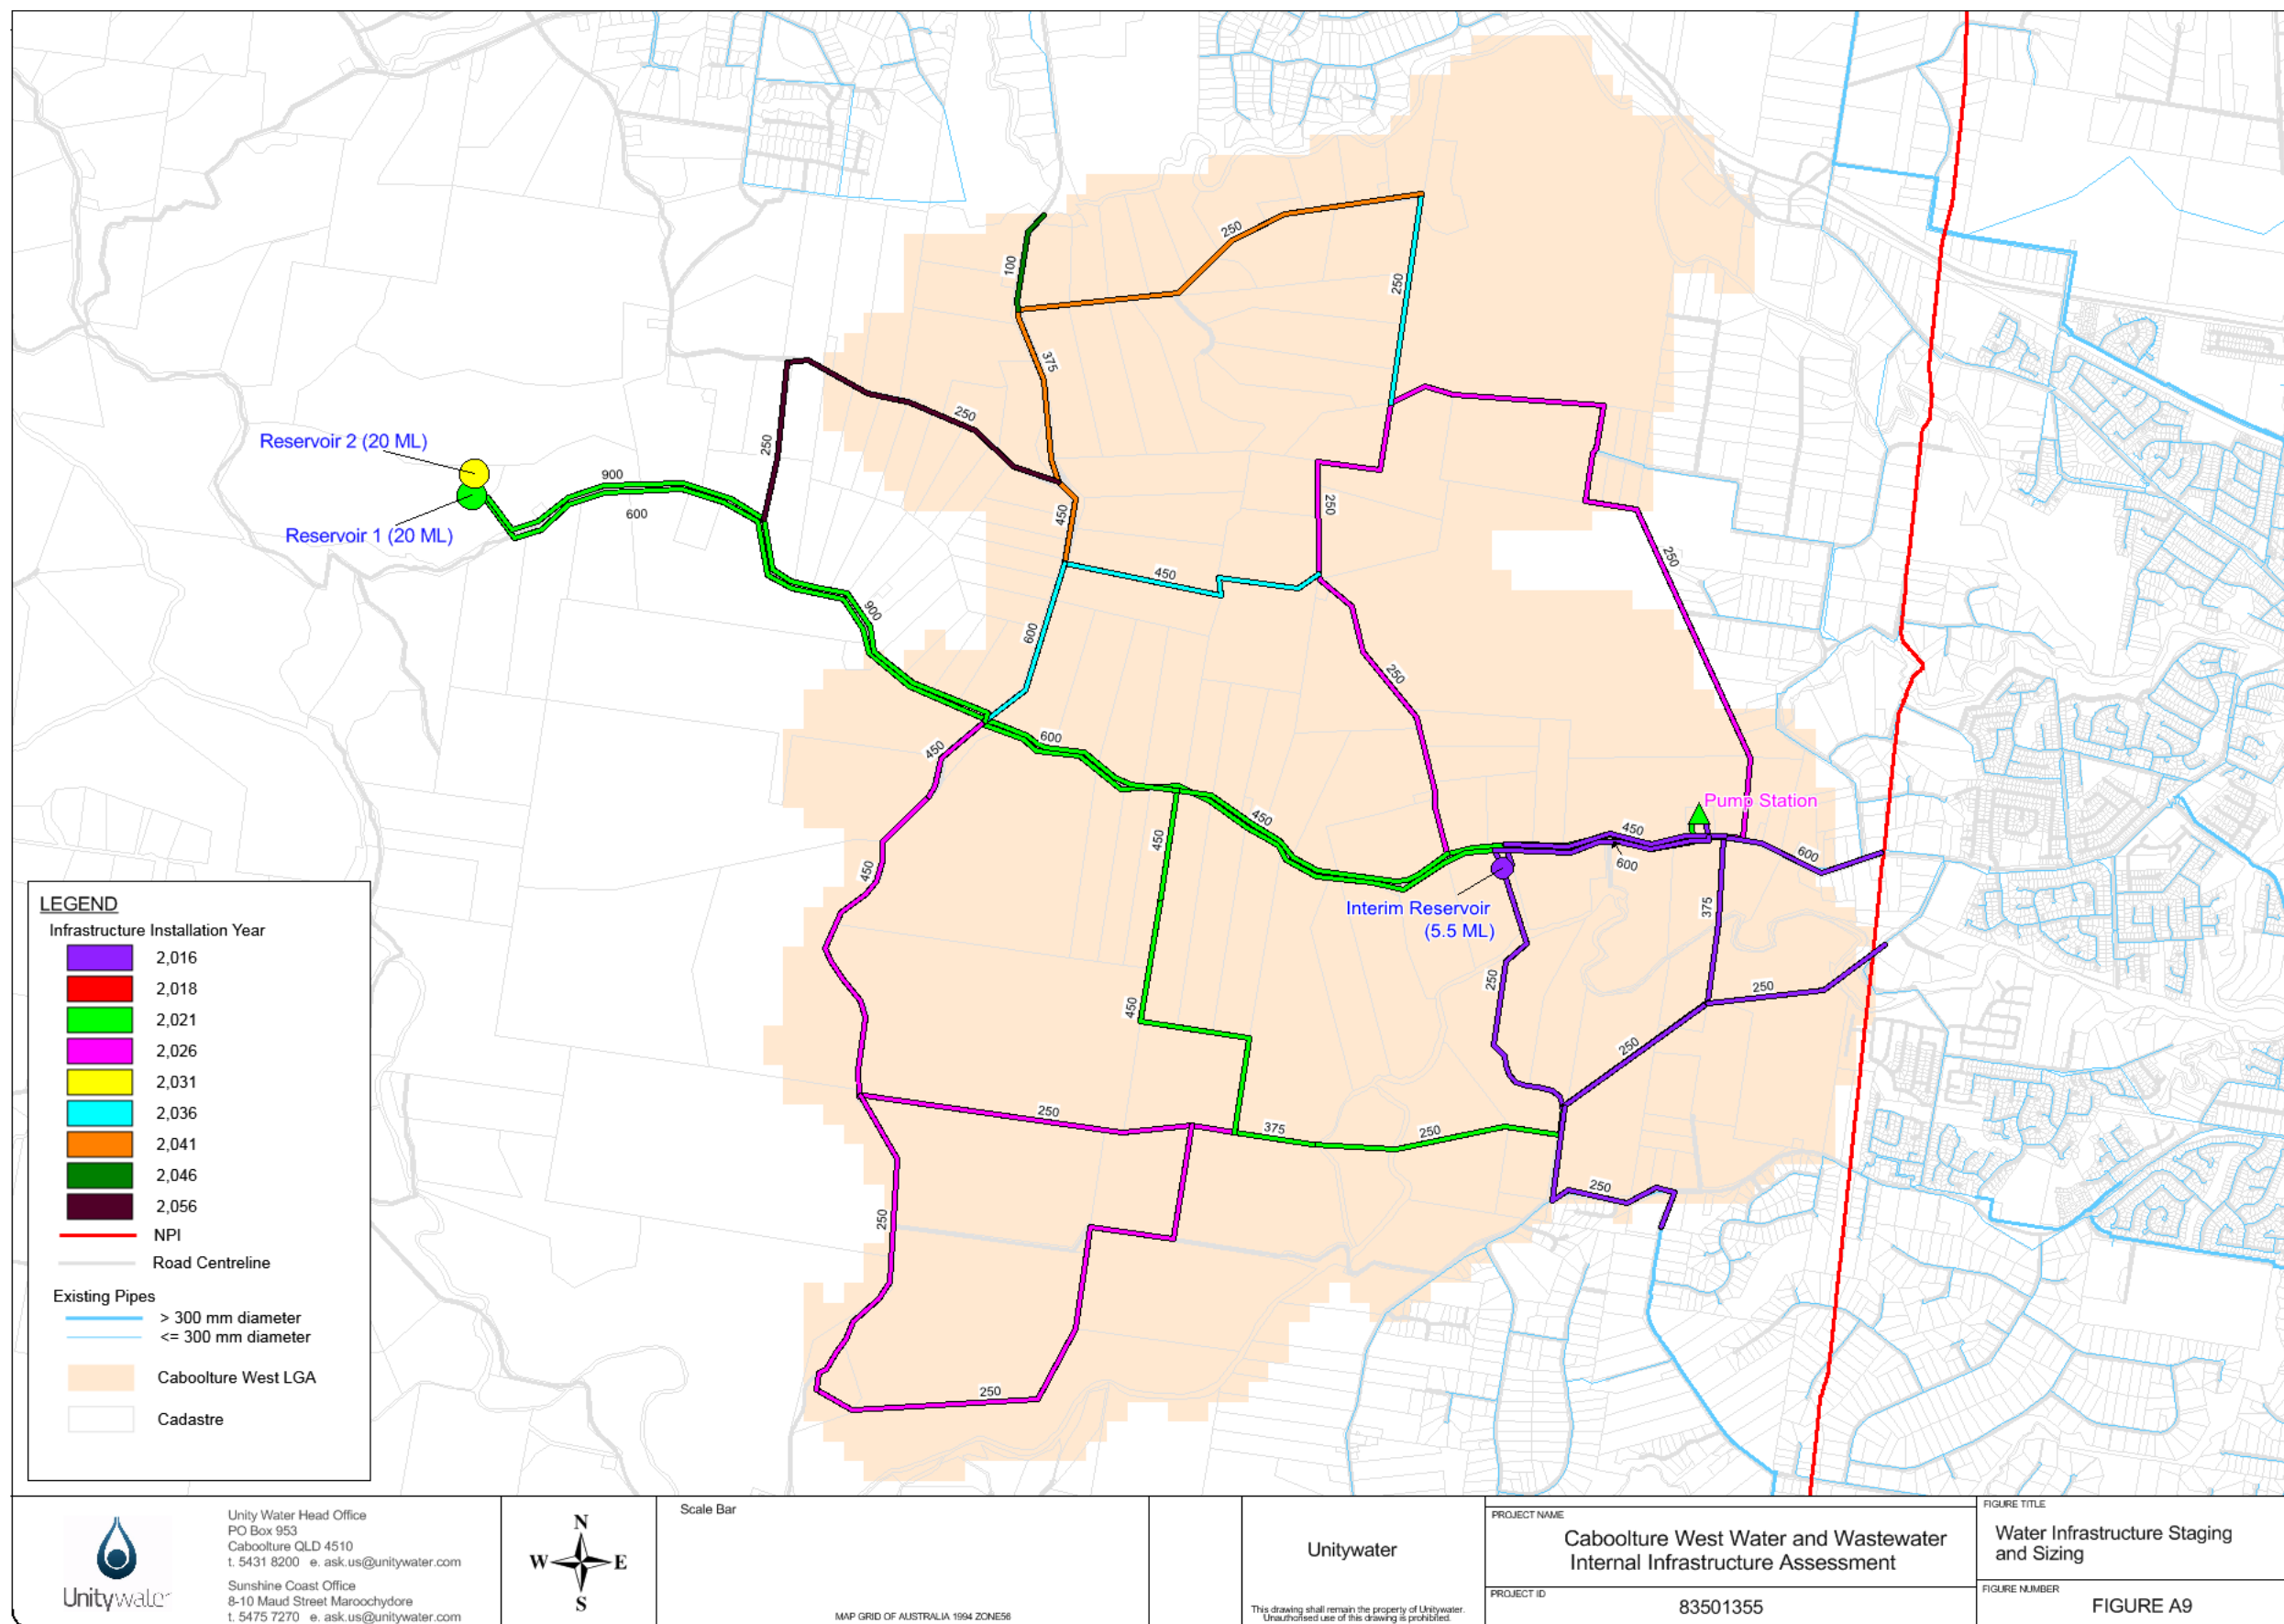 250
100
250
375
250
250
Reservoir 2 (20 ML)
900
600
450
250
250
Reservoir 1 (20 ML)
450
900
600
250
450
600
Pump Station
450
450
600
600
450
450
Interim Reservoir
(5.5 ML)
375
250
250
450
250
250
375
250
250
250
250
LEGEND
Infrastructure Installation Year
2,016
2,018
2,021
2,026
2,031
2,036
2,041
2,046
2,056
NPI
Road Centreline
Existing Pipes
> 300 mm diameter
<= 300 mm diameter
Caboolture West LGA
Cadastre
Unitywater
Unity Water Head Office
PO Box 953
Caboolture QLD 4510
t. 5431 8200 e. ask.us@unitywater.com
Sunshine Coast Office
8-10 Maud Street Maroochydore
t. 5475 7270 e. ask.us@unitywater.com
N
W E
S
Scale Bar
MAP GRID OF AUSTRALIA 1994 ZONE56
Unitywater
This drawing shall remain the property of Unitywater.
Unauthorised use of this drawing is prohibited.
PROJECT NAME
Caboolture West Water and Wastewater
Internal Infrastructure Assessment
PROJECT ID
83501355
FIGURE TITLE
Water Infrastructure Staging
and Sizing
FIGURE NUMBER
FIGURE A9